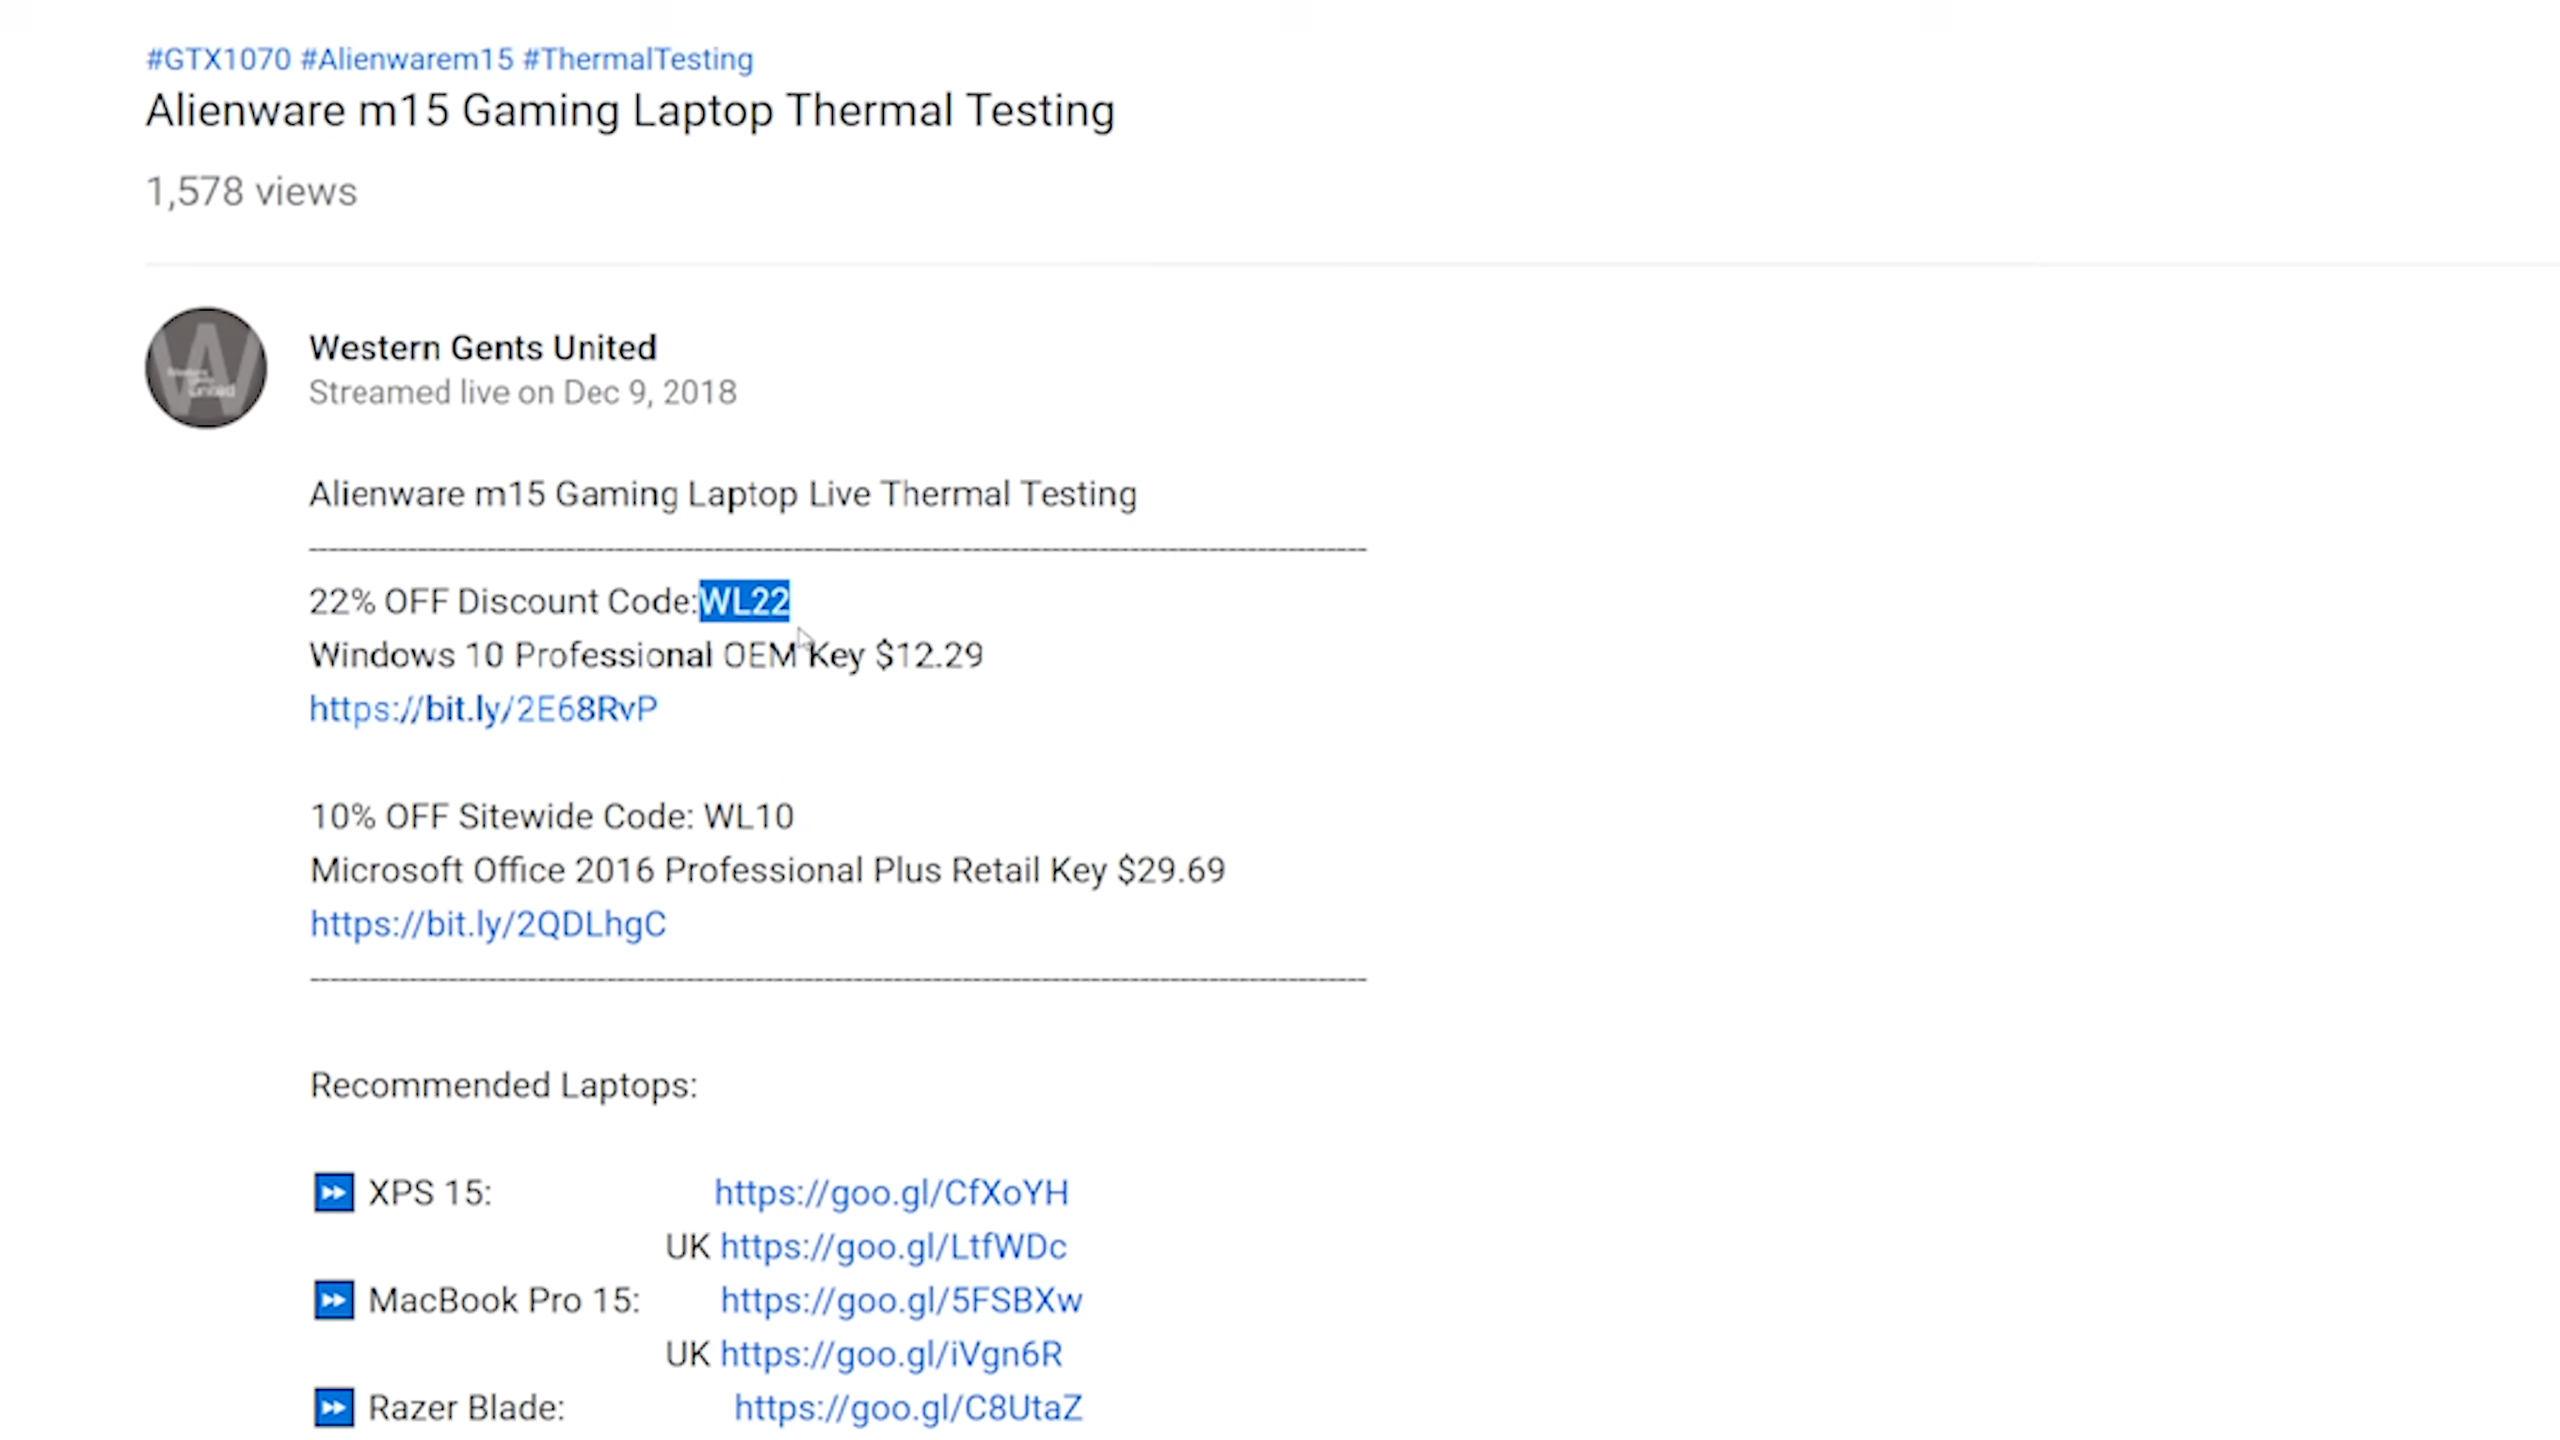 #GTX1070 #Alienwarem15 #ThermalTesting
Alienware m15 Gaming Laptop Thermal Testing
1,578 views
Western Gents United
Streamed live on Dec 9, 2018
Alienware m15 Gaming Laptop Live Thermal Testing
22% OFF Discount Code:WL22
Windows 10 Professional OEM Key $12.29
https://bit.ly/2E68RvP
10% OFF Sitewide Code: WL10
Microsoft Office 2016 Professional Plus Retail Key $29.69
https://bit.ly/2QDLhgC
Recommended Laptops:
XPS 15: https://goo.gl/CfXoYH
UK https://goo.gl/LtfWDc
MacBook Pro 15: https://goo.gl/5FSBXw
UK https://goo.gl/iVgn6R
Razer Blade: https://goo.gl/C8UtaZ